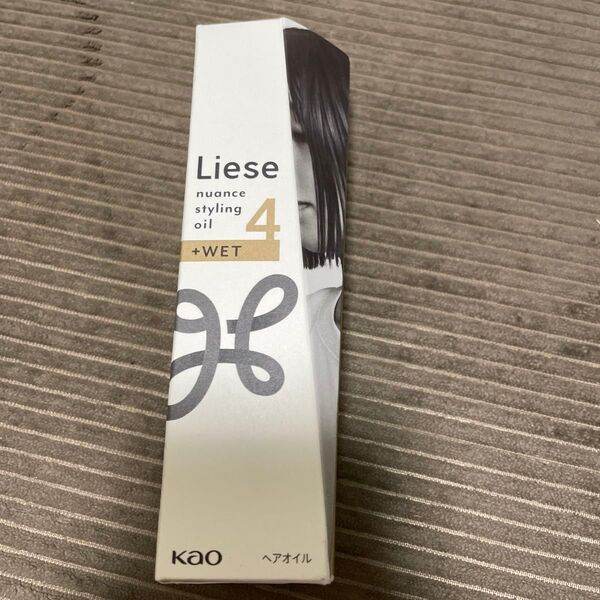 Liese
nuance
styling
oil
4
+WET
Kao
ヘアオイル